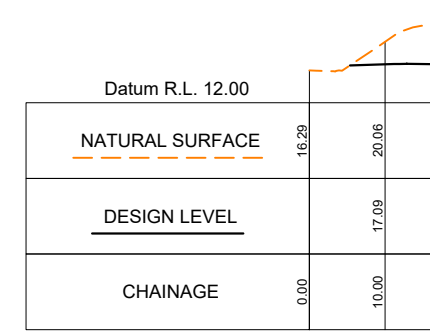 Datum R.L. 12.00
NATURAL SURFACE 16.29 20.06
DESIGN LEVEL 17.09
CHAINAGE 0.00 10.00